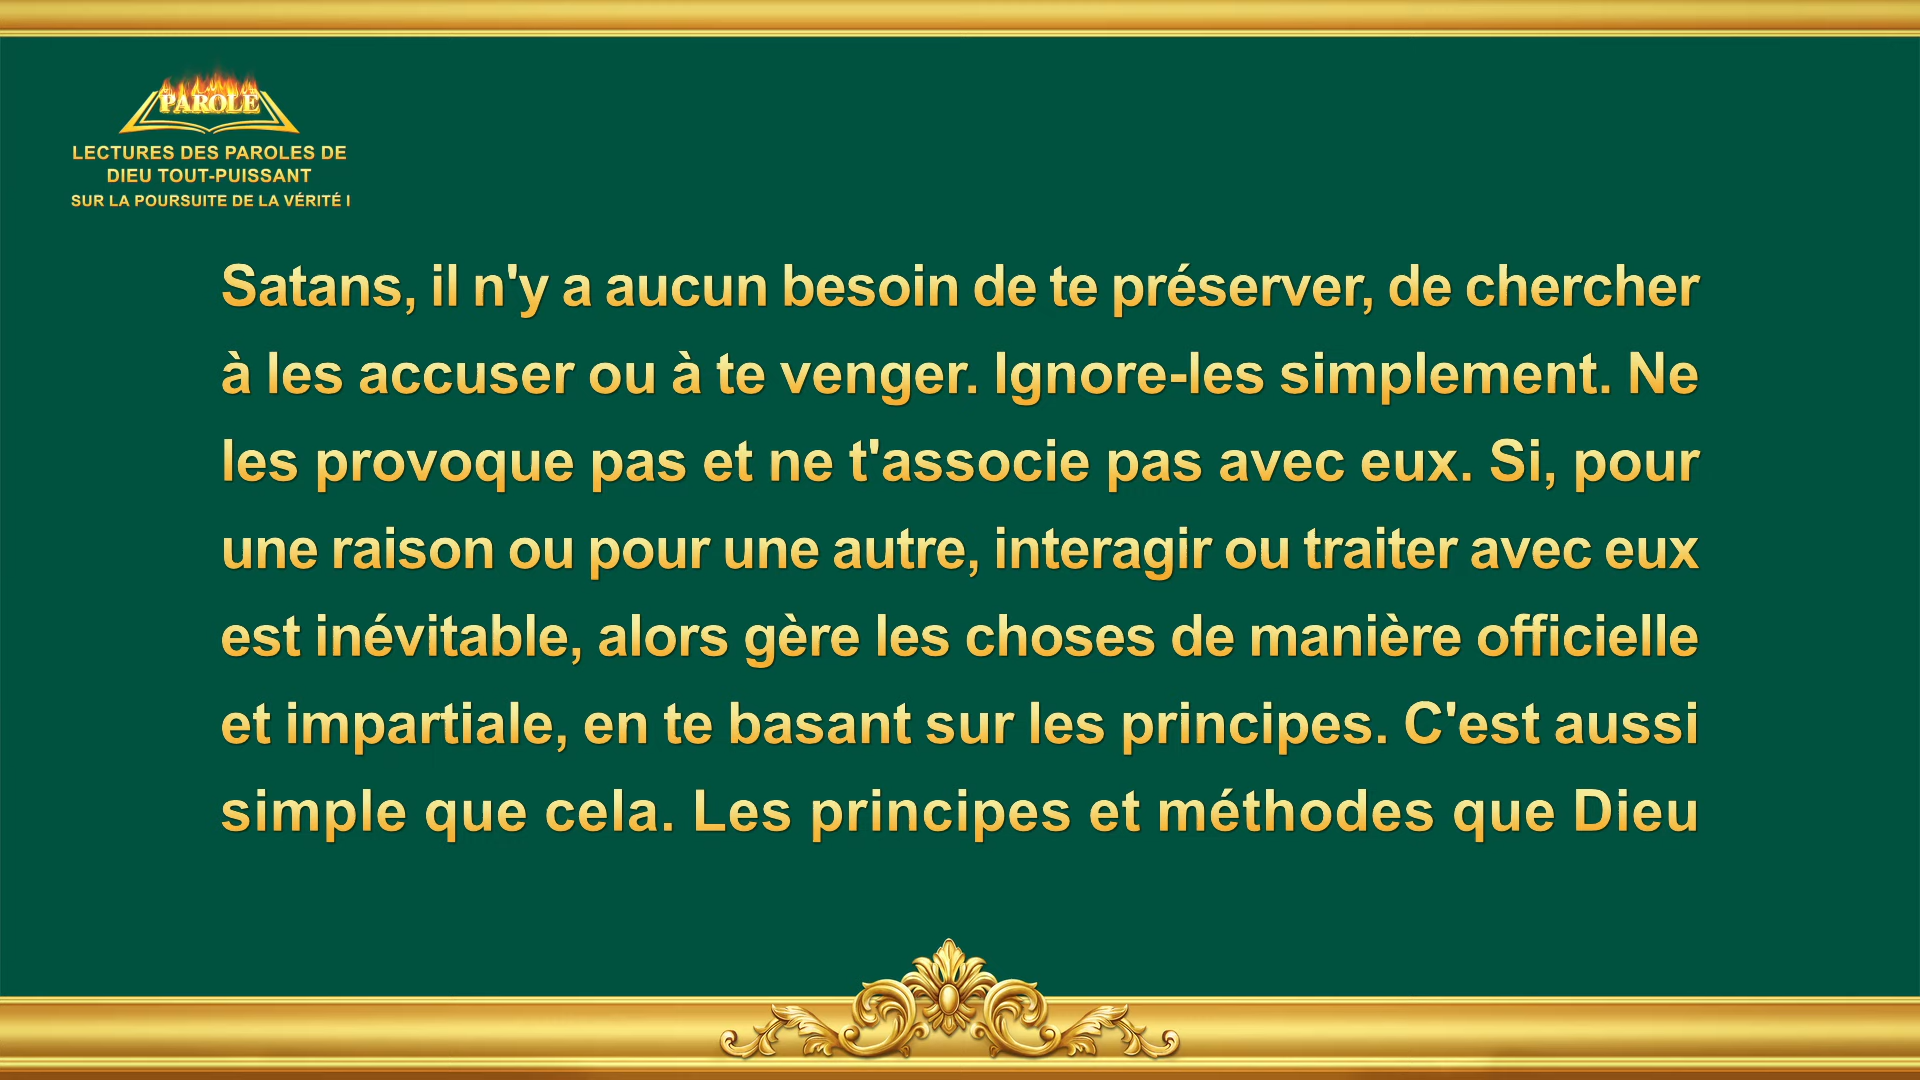 PAROLE
LECTURES DES PAROLES DE
DIEU TOUT-PUISSANT
SUR LA POURSUITE DE LA VÉRITÉ I
Satans, il n'y a aucun besoin de te préserver, de chercher
à les accuser ou à te venger. Ignore-les simplement. Ne
les provoque pas et ne t'associe pas avec eux. Si, pour
une raison ou pour une autre, interagir ou traiter avec eux
est inévitable, alors gère les choses de manière officielle
et impartiale, en te basant sur les principes. C'est aussi
simple que cela. Les principes et méthodes que Dieu